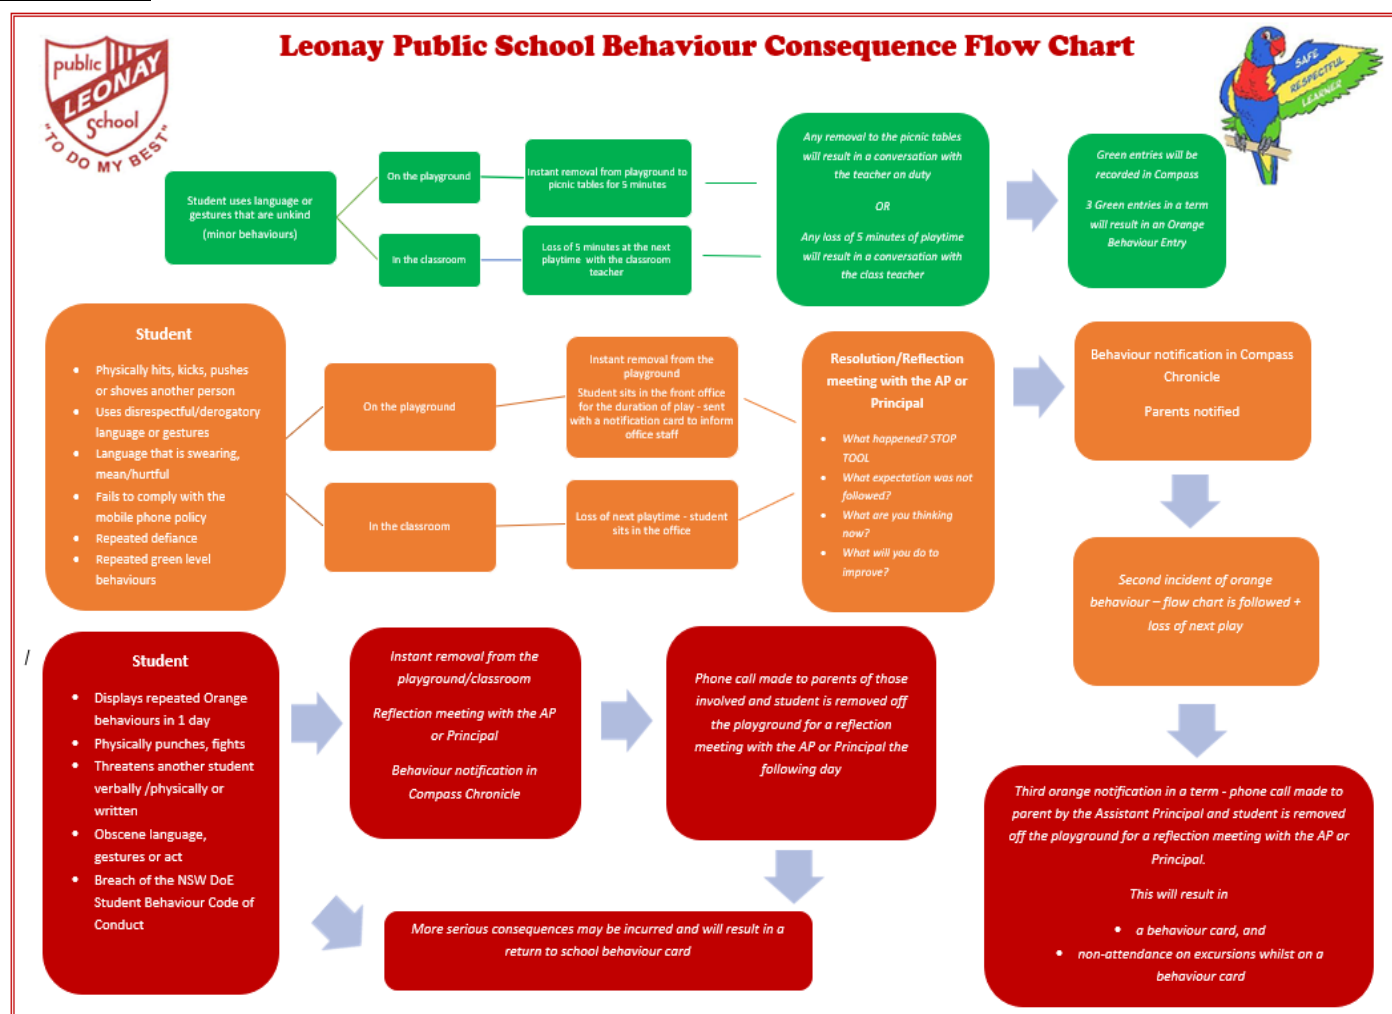 Leonay Public School Behaviour Consequence Flow Chart
public
LEONAY
School
"TO DO MY BEST"
SAFE
RESPECTFUL
LEARNER
Student uses language or
gestures that are unkind
(minor behaviours)
On the playground
Instant removal from playground to
picnic tables for 5 minutes
In the classroom
Loss of 5 minutes at the next
playtime with the classroom
teacher
Any removal to the picnic tables
will result in a conversation with
the teacher on duty
OR
Any loss of 5 minutes of playtime
will result in a conversation with
the class teacher
Green entries will be
recorded in Compass
3 Green entries in a term
will result in an Orange
Behaviour Entry
Student
• Physically hits, kicks, pushes
or shoves another person
• Uses disrespectful/derogatory
language or gestures
• Language that is swearing,
mean/hurtful
• Fails to comply with the
mobile phone policy
• Repeated defiance
• Repeated green level
behaviours
On the playground
Instant removal from the
playground
Student sits in the front office
for the duration of play - sent
with a notification card to inform
office staff
In the classroom
Loss of next playtime - student
sits in the office
Resolution/Reflection
meeting with the AP or
Principal
• What happened? STOP
TOOL
• What expectation was not
followed?
• What are you thinking
now?
• What will you do to
improve?
Behaviour notification in Compass
Chronicle
Parents notified
Second incident of orange
behaviour – flow chart is followed +
loss of next play
/
Student
• Displays repeated Orange
behaviours in 1 day
• Physically punches, fights
• Threatens another student
verbally /physically or
written
• Obscene language,
gestures or act
• Breach of the NSW DoE
Student Behaviour Code of
Conduct
Instant removal from the
playground/classroom
Reflection meeting with the AP
or Principal
Behaviour notification in
Compass Chronicle
Phone call made to parents of those
involved and student is removed off
the playground for a reflection
meeting with the AP or Principal the
following day
More serious consequences may be incurred and will result in a
return to school behaviour card
Third orange notification in a term - phone call made to
parent by the Assistant Principal and student is removed
off the playground for a reflection meeting with the AP or
Principal.
This will result in
• a behaviour card, and
• non-attendance on excursions whilst on a
behaviour card